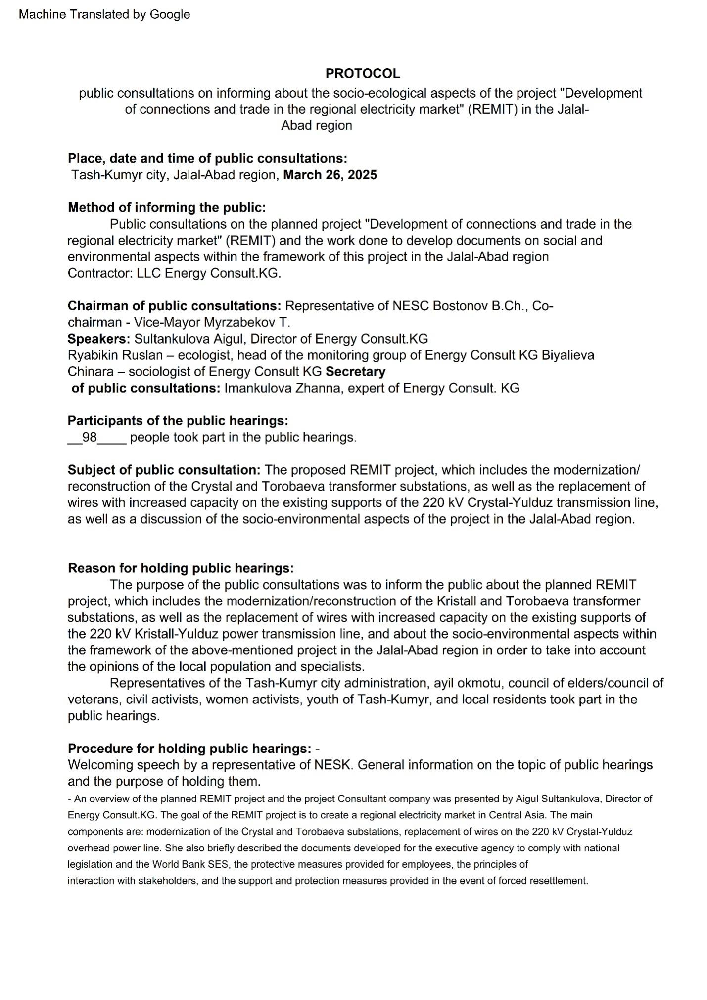 Machine Translated by Google
PROTOCOL
public consultations on informing about the socio-ecological aspects of the project "Development
of connections and trade in the regional electricity market" (REMIT) in the Jalal-
Abad region
Place, date and time of public consultations:
Tash-Kumyr city, Jalal-Abad region, March 26, 2025
Method of informing the public:
Public consultations on the planned project "Development of connections and trade in the
regional electricity market" (REMIT) and the work done to develop documents on social and
environmental aspects within the framework of this project in the Jalal-Abad region
Contractor: LLC Energy Consult.KG.
Chairman of public consultations: Representative of NESC Bostonov B.Ch., Co-
chairman - Vice-Mayor Myrzabekov T.
Speakers: Sultankulova Aigul, Director of Energy Consult.KG
Ryabikin Ruslan – ecologist, head of the monitoring group of Energy Consult KG Biyalieva
Chinara – sociologist of Energy Consult KG Secretary
of public consultations: Imankulova Zhanna, expert of Energy Consult. KG
Participants of the public hearings:
__98____ people took part in the public hearings.
Subject of public consultation: The proposed REMIT project, which includes the modernization/
reconstruction of the Crystal and Torobaeva transformer substations, as well as the replacement of
wires with increased capacity on the existing supports of the 220 kV Crystal-Yulduz transmission line,
as well as a discussion of the socio-environmental aspects of the project in the Jalal-Abad region.
Reason for holding public hearings:
The purpose of the public consultations was to inform the public about the planned REMIT
project, which includes the modernization/reconstruction of the Kristall and Torobaeva transformer
substations, as well as the replacement of wires with increased capacity on the existing supports of
the 220 kV Kristall-Yulduz power transmission line, and about the socio-environmental aspects within
the framework of the above-mentioned project in the Jalal-Abad region in order to take into account
the opinions of the local population and specialists.
Representatives of the Tash-Kumyr city administration, ayil okmotu, council of elders/council of
veterans, civil activists, women activists, youth of Tash-Kumyr, and local residents took part in the
public hearings.
Procedure for holding public hearings: -
Welcoming speech by a representative of NESK. General information on the topic of public hearings
and the purpose of holding them.
- An overview of the planned REMIT project and the project Consultant company was presented by Aigul Sultankulova, Director of
Energy Consult.KG. The goal of the REMIT project is to create a regional electricity market in Central Asia. The main
components are: modernization of the Crystal and Torobaeva substations, replacement of wires on the 220 kV Crystal-Yulduz
overhead power line. She also briefly described the documents developed for the executive agency to comply with national
legislation and the World Bank SES, the protective measures provided for employees, the principles of
interaction with stakeholders, and the support and protection measures provided in the event of forced resettlement.